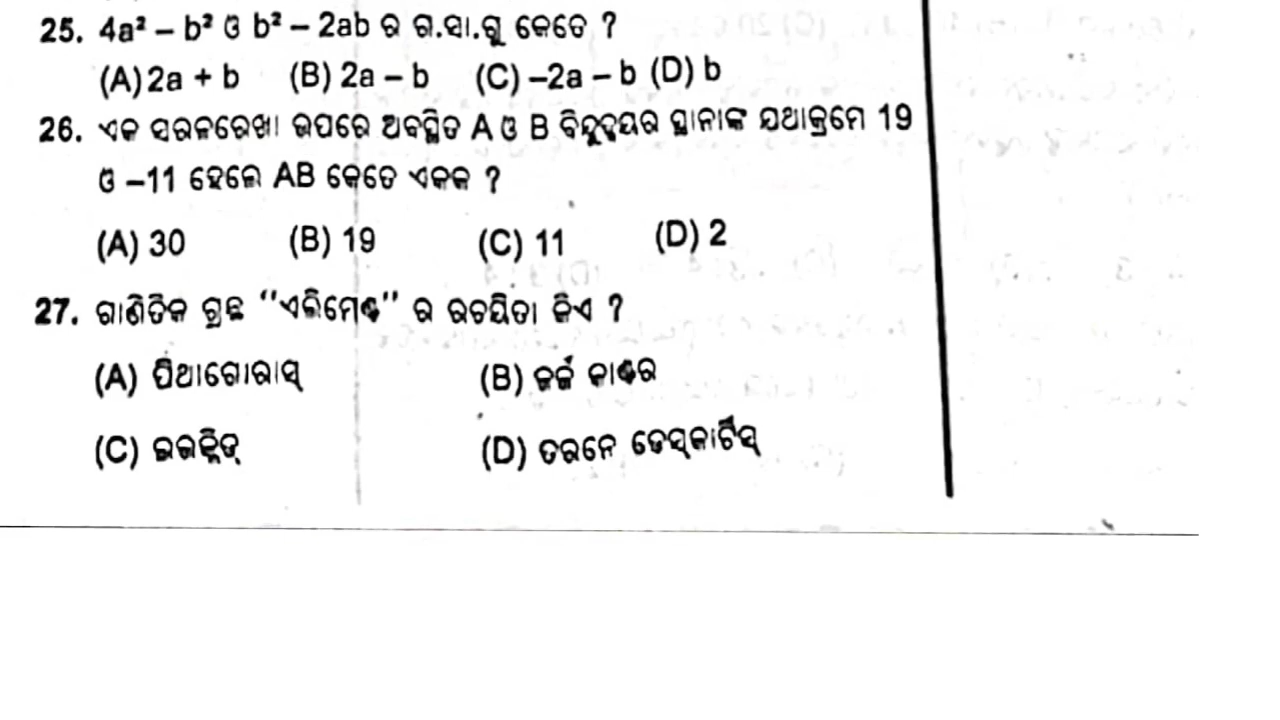 25. 4a² – b² ଓ b² – 2ab ର ଗ.ସା.ଗୁ କେତେ ?
(A) 2a + b (B) 2a – b (C) –2a – b (D) b
26. ଏକ ସରଳରେଖା ଉପରେ ଅବସ୍ଥିତ A ଓ B ବିନ୍ଦୁଦ୍ୱୟର ସ୍ଥାନାଙ୍କ ଯଥାକ୍ରମେ 19
ଓ –11 ହେଲେ AB କେତେ ଏକକ ?
(A) 30 (B) 19 (C) 11 (D) 2
27. ଗାଣିତିକ ଗ୍ରନ୍ଥ "ଏଲିମେଣ୍ଟ" ର ରଚୟିତା କିଏ ?
(A) ପିଥାଗୋରାସ୍ (B) ଜର୍ଜ କାଣ୍ଟର
(C) ଇଉକ୍ଲିଡ୍ (D) ତରନେ ଡେସ୍କାର୍ଟିସ୍